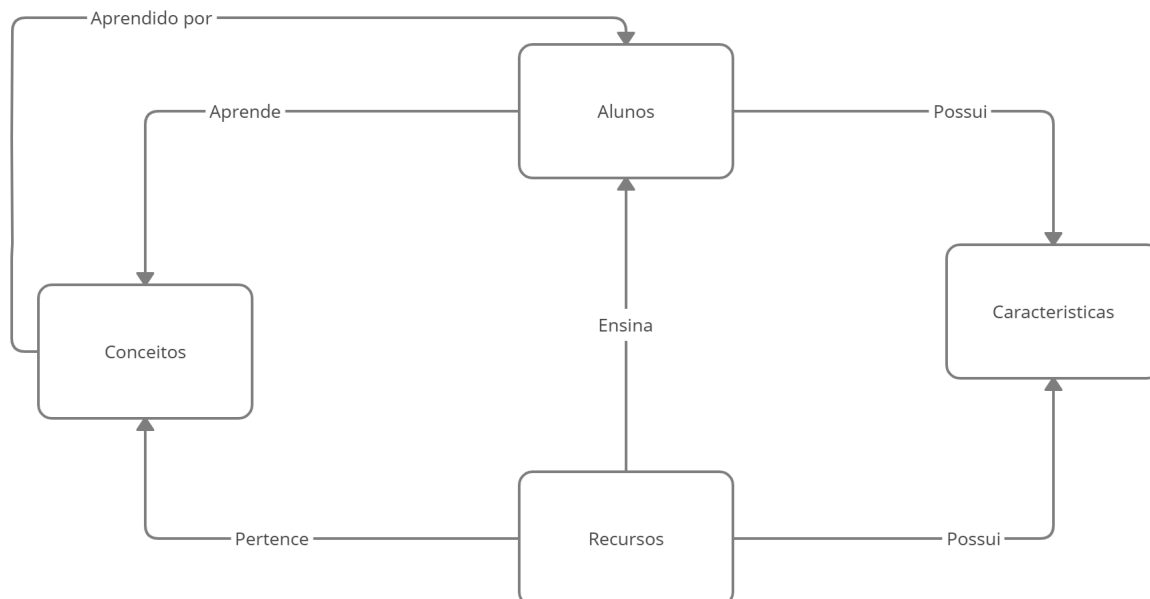 Aprendido por
Aprende
Alunos
Possui
Caracteristicas
Ensina
Conceitos
Pertence
Recursos
Possui